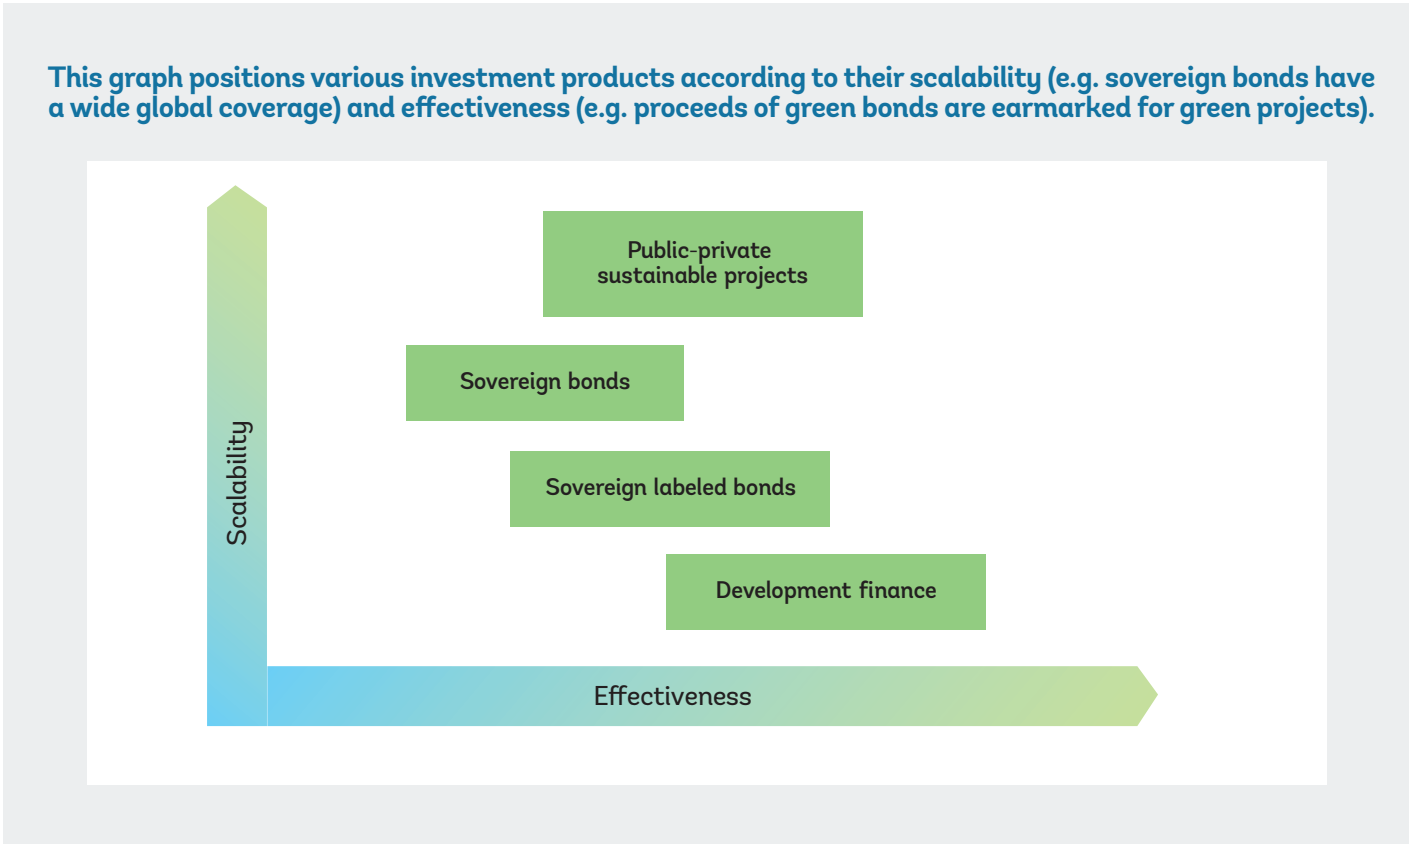 This graph positions various investment products according to their scalability (e.g. sovereign bonds have
a wide global coverage) and effectiveness (e.g. proceeds of green bonds are earmarked for green projects).
Public-private
sustainable projects
Sovereign bonds
Sovereign labeled bonds
Development finance
Scalability
Effectiveness